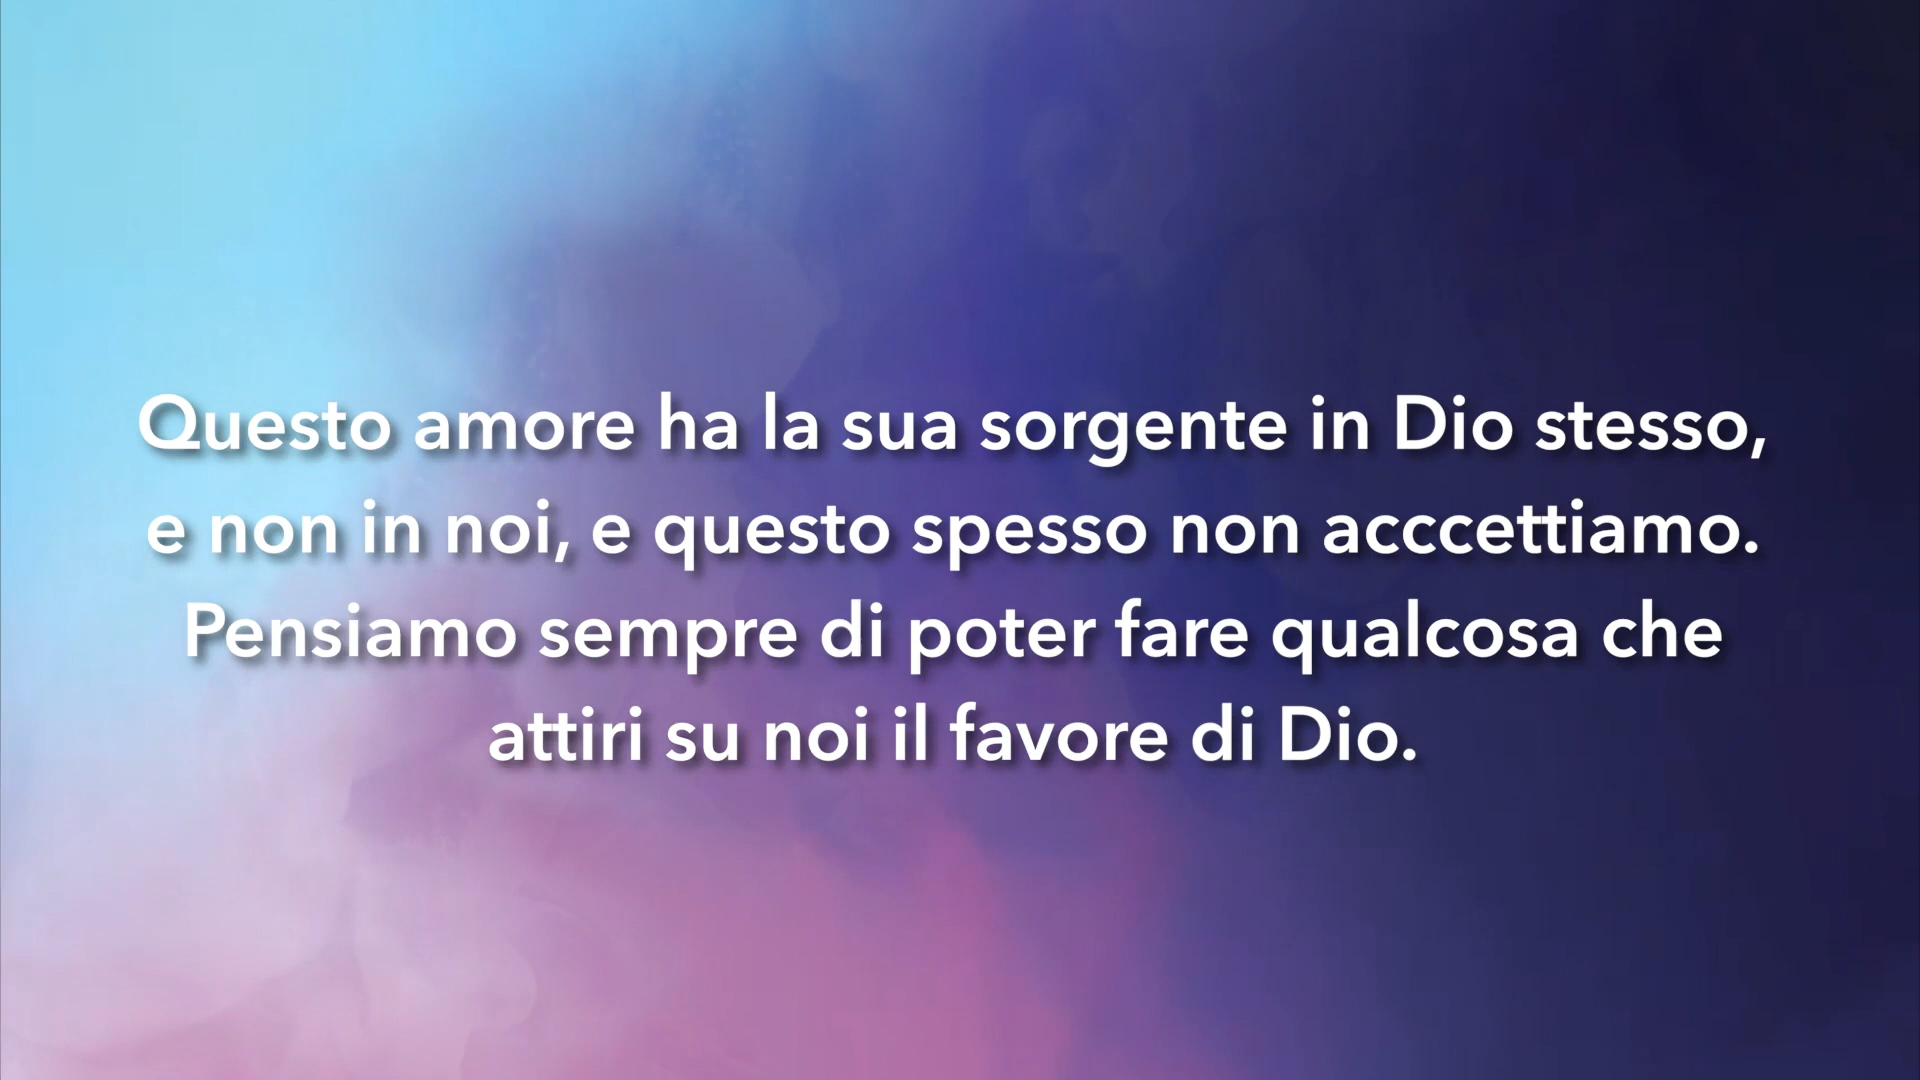 Questo amore ha la sua sorgente in Dio stesso,
e non in noi, e questo spesso non acccettiamo.
Pensiamo sempre di poter fare qualcosa che
attiri su noi il favore di Dio.